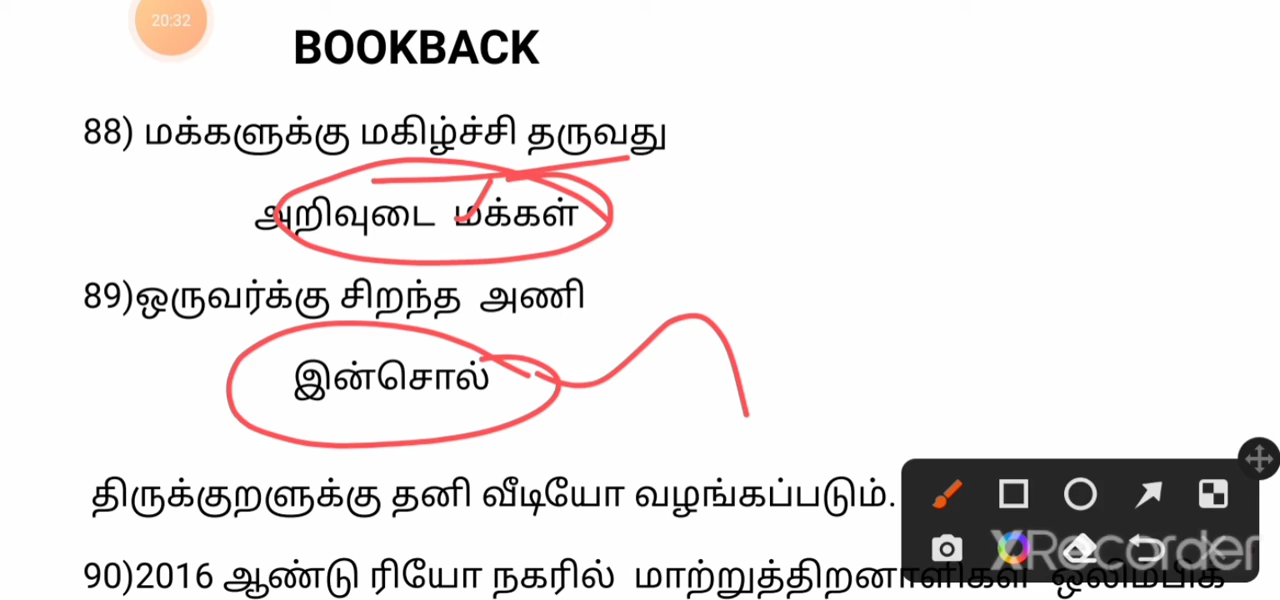 20:32
BOOKBACK
88) மக்களுக்கு மகிழ்ச்சி தருவது
அறிவுடை மக்கள்
89)ஒருவர்க்கு சிறந்த அணி
இன்சொல்
திருக்குறளுக்கு தனி வீடியோ வழங்கப்படும்.
XRecorder
90)2016 ஆண்டு ரியோ நகரில் மாற்றுத்திறனாளிகள் ஒலிம்பிக்